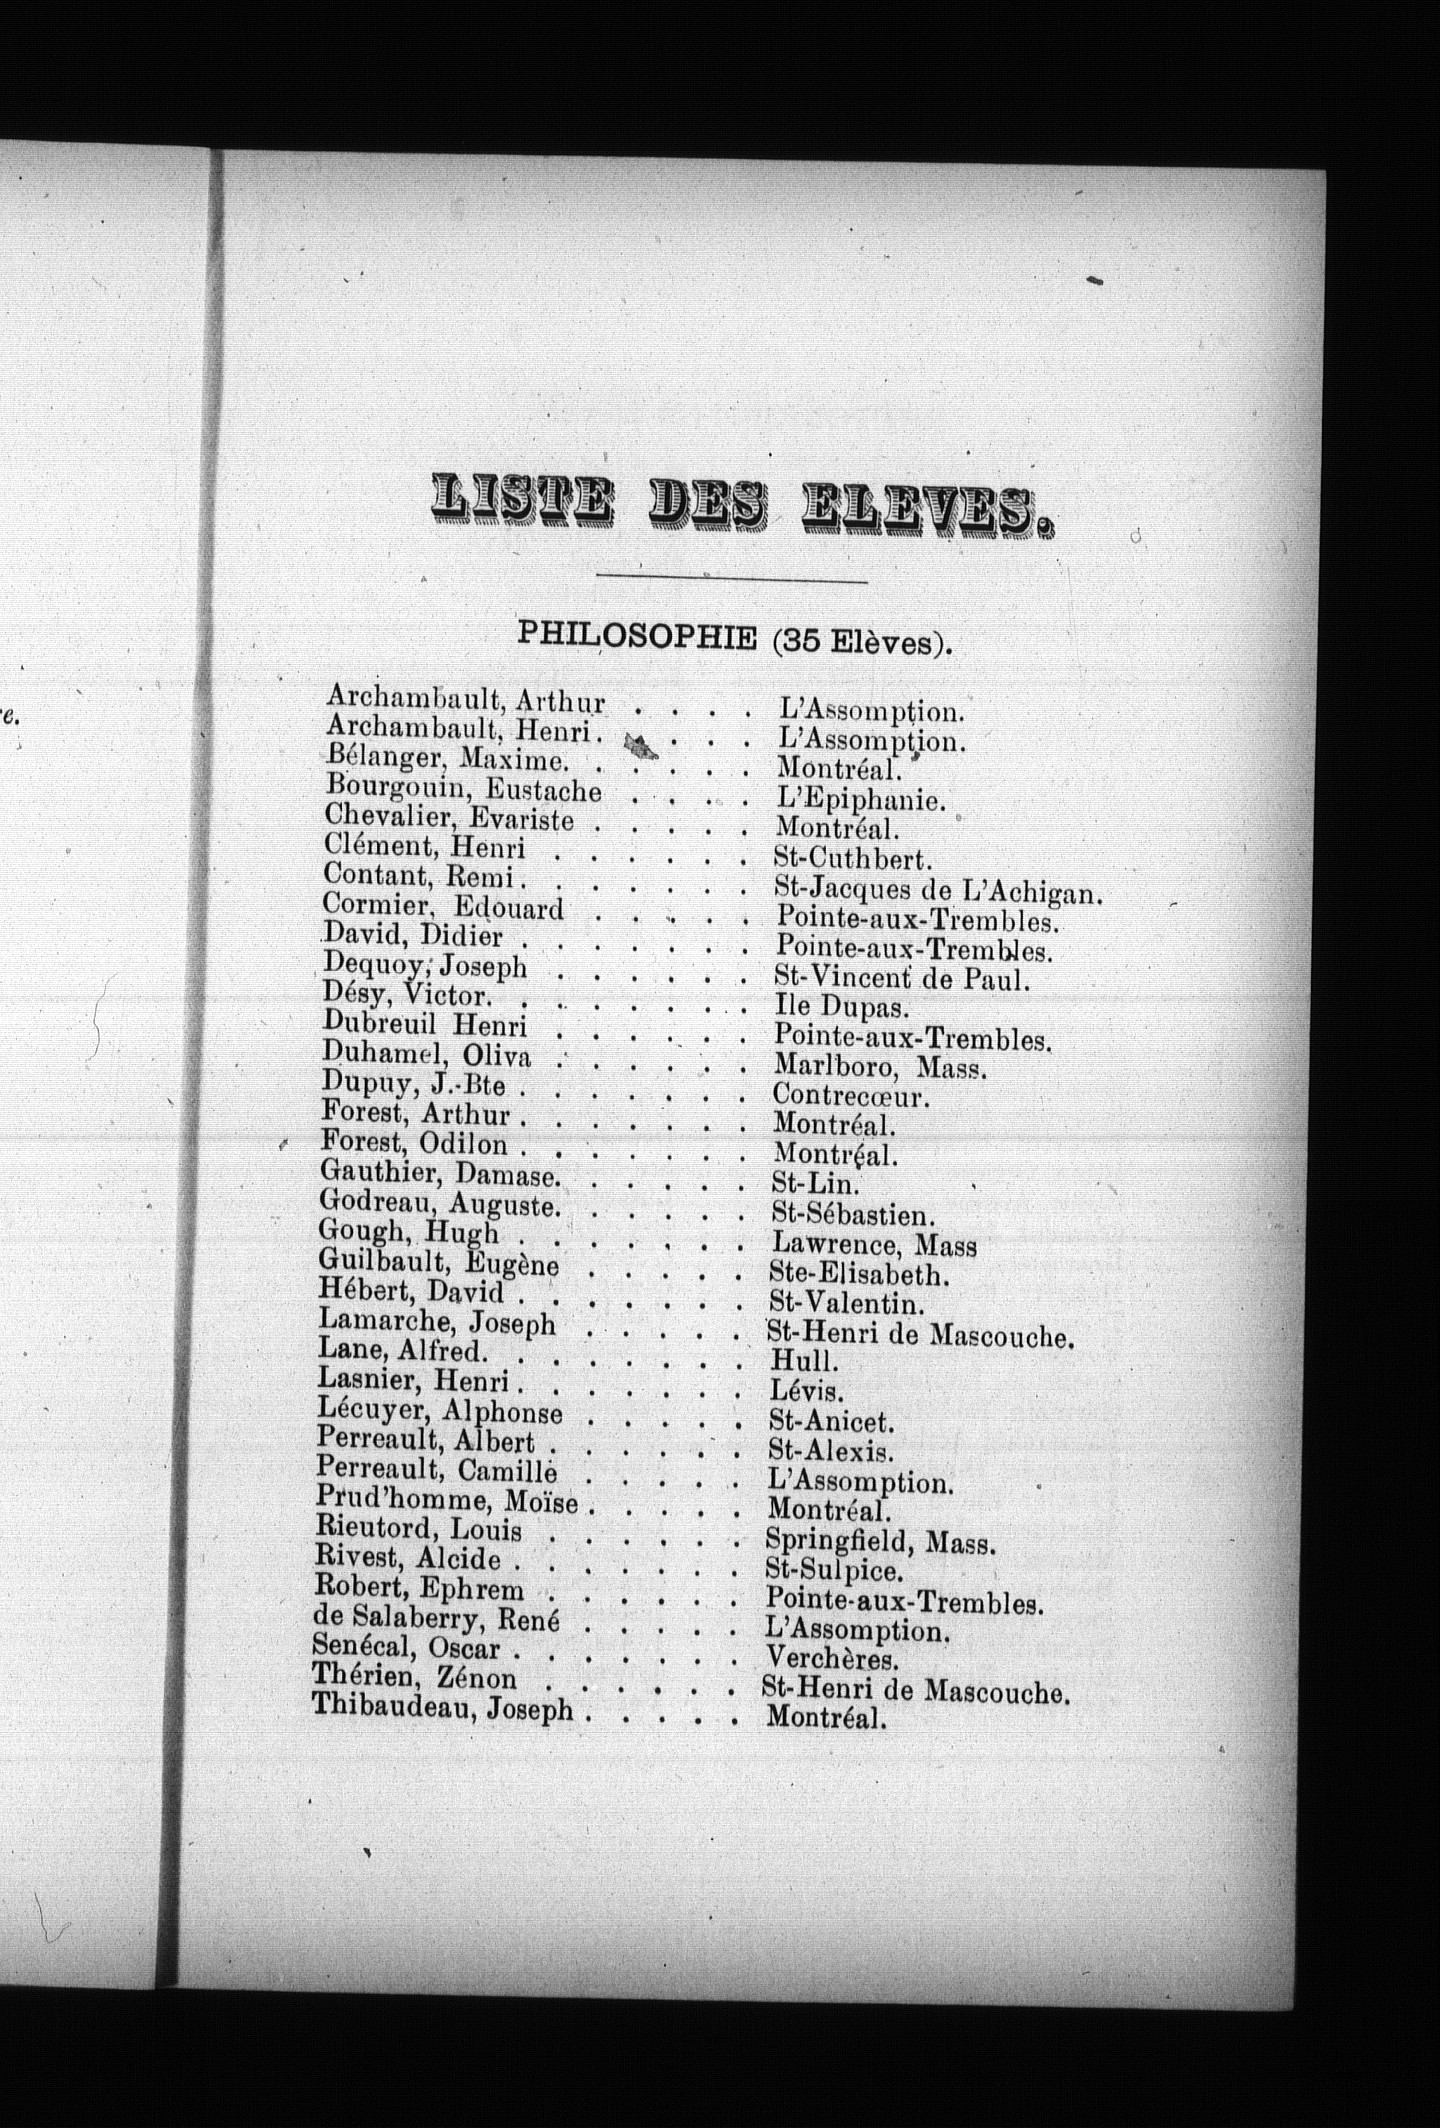 LISTE DES ELEVES.
PHILOSOPHIE (35 Elèves).
Archambault, Arthur . . . . L'Assomption.
Archambault, Henri. . . . L'Assomption.
Bélanger, Maxime. . . . . . Montréal.
Bourgouin, Eustache . . . . L'Epiphanie.
Chevalier, Evariste . . . . . Montréal.
Clément, Henri . . . . . . St-Cuthbert.
Contant, Remi. . . . . . . St-Jacques de L'Achigan.
Cormier, Edouard . . . . . Pointe-aux-Trembles.
David, Didier . . . . . . . Pointe-aux-Trembles.
Dequoy, Joseph . . . . . . St-Vincent de Paul.
Désy, Victor. . . . . . . . Ile Dupas.
Dubreuil Henri . . . . . . Pointe-aux-Trembles.
Duhamel, Oliva . . . . . . Marlboro, Mass.
Dupuy, J.-Bte . . . . . . . Contrecœur.
Forest, Arthur . . . . . . . Montréal.
Forest, Odilon . . . . . . . Montréal.
Gauthier, Damase. . . . . . St-Lin.
Godreau, Auguste. . . . . . St-Sébastien.
Gough, Hugh . . . . . . . Lawrence, Mass
Guilbault, Eugène . . . . . Ste-Elisabeth.
Hébert, David . . . . . . . St-Valentin.
Lamarche, Joseph . . . . . St-Henri de Mascouche.
Lane, Alfred. . . . . . . . Hull.
Lasnier, Henri . . . . . . . Lévis.
Lécuyer, Alphonse . . . . . St-Anicet.
Perreault, Albert . . . . . . St-Alexis.
Perreault, Camille . . . . . L'Assomption.
Prud'homme, Moïse . . . . . Montréal.
Rieutord, Louis . . . . . . Springfield, Mass.
Rivest, Alcide . . . . . . . St-Sulpice.
Robert, Ephrem . . . . . . Pointe-aux-Trembles.
de Salaberry, René . . . . . L'Assomption.
Senécal, Oscar . . . . . . . Verchères.
Thérien, Zénon . . . . . . St-Henri de Mascouche.
Thibaudeau, Joseph . . . . . Montréal.